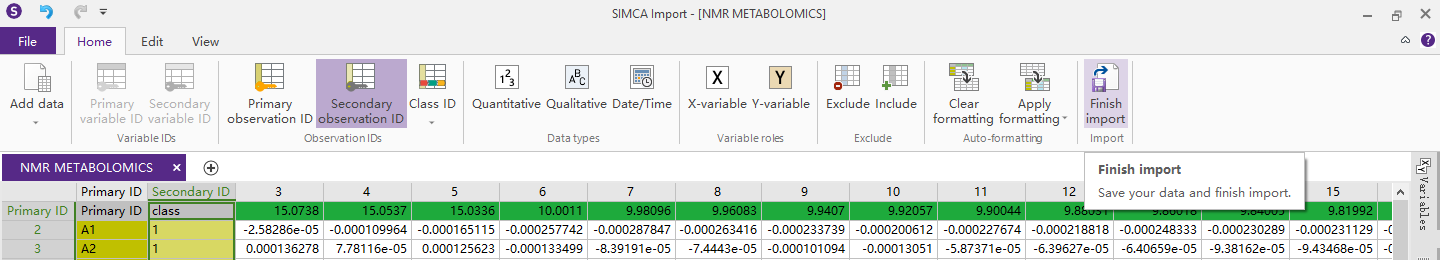 S
SIMCA Import - [NMR METABOLOMICS]
File Home Edit View
?
Add data
Primary variable ID
Secondary variable ID
Variable IDs
Primary observation ID
Secondary observation ID
Class ID
Observation IDs
1 2 3
Quantitative
A B C
Qualitative
Date/Time
Data types
X
X-variable
Y
Y-variable
Variable roles
Exclude
Include
Exclude
Clear formatting
Apply formatting
Auto-formatting
Finish import
Import
NMR METABOLOMICS
Finish import
Save your data and finish import.
Primary ID Secondary ID 3 4 5 6 7 8 9 10 11 12 15
Primary ID Primary ID class 15.0738 15.0537 15.0336 10.0011 9.98096 9.96083 9.9407 9.92057 9.90044 9.81992
2 A1 1 -2.58286e-05 -0.000109964 -0.000165115 -0.000257742 -0.000287847 -0.000263416 -0.000233739 -0.000200612 -0.000227674 -0.000218818 -0.000248333 -0.000230289 -0.000231129
3 A2 1 0.000136278 7.78116e-05 0.000125623 -0.000133499 -8.39191e-05 -7.4443e-05 -0.000101094 -0.00013051 -5.87371e-05 -6.39627e-05 -6.40659e-05 -9.38162e-05 -9.43468e-05
Variables